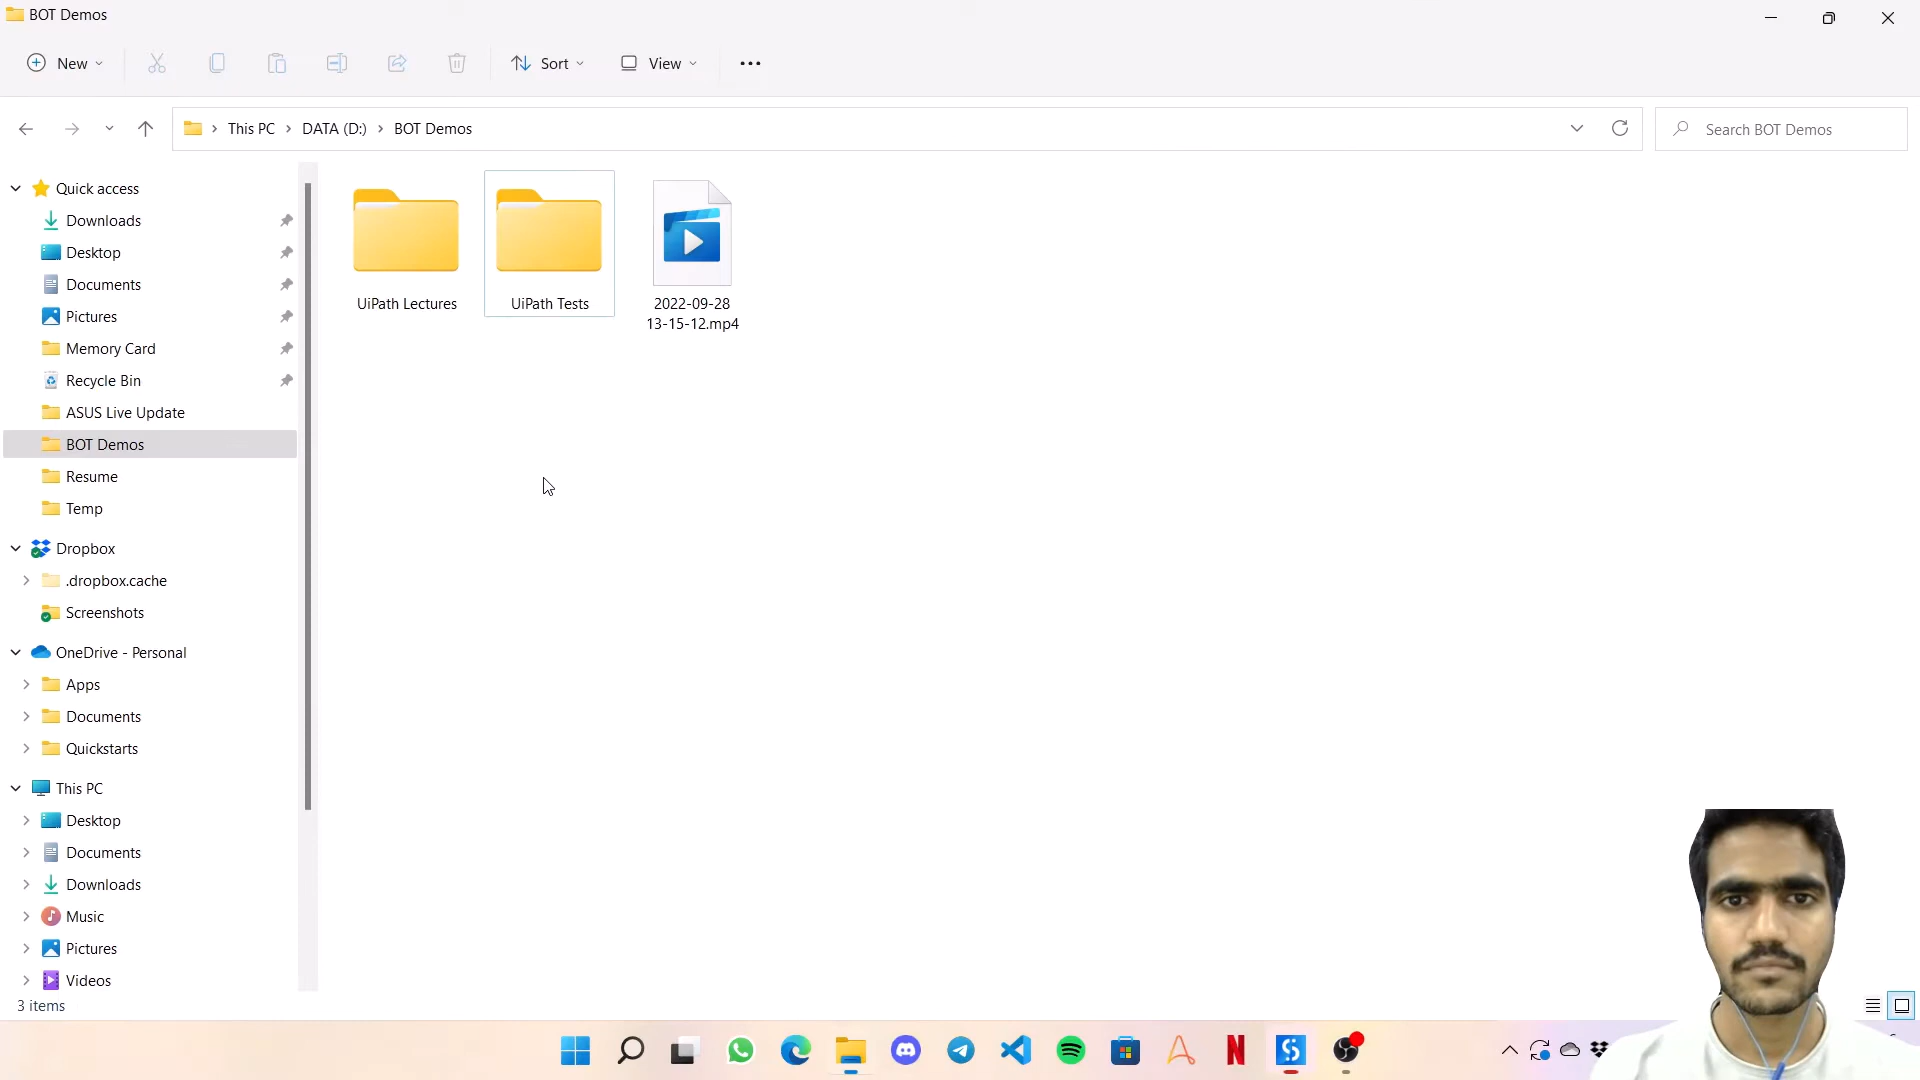 BOT Demos
New
Sort
View
This PC > DATA (D:) > BOT Demos
Search BOT Demos
Quick access
Downloads
Desktop
Documents
Pictures
Memory Card
Recycle Bin
ASUS Live Update
BOT Demos
Resume
Temp
Dropbox
.dropbox.cache
Screenshots
OneDrive - Personal
Apps
Documents
Quickstarts
This PC
Desktop
Documents
Downloads
Music
Pictures
Videos
UiPath Lectures
UiPath Tests
2022-09-28
13-15-12.mp4
3 items